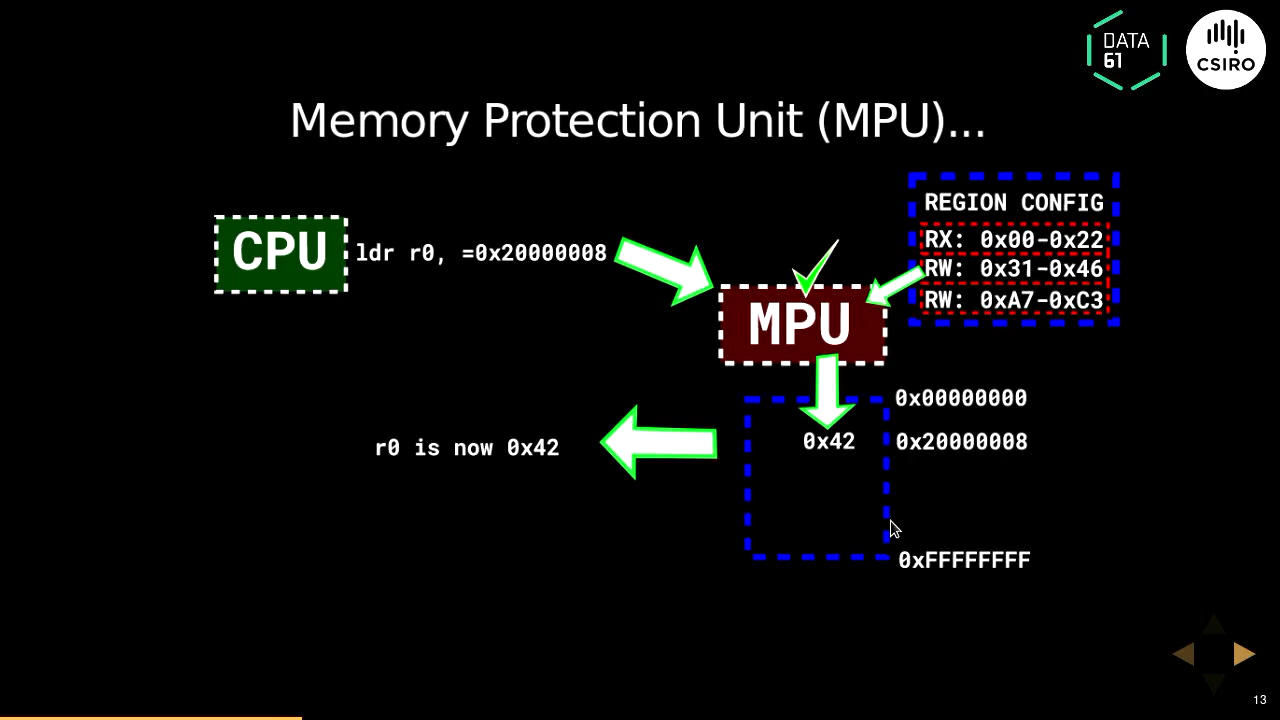 DATA
61
CSIRO
Memory Protection Unit (MPU)...
REGION CONFIG
RX: 0x00-0x22
RW: 0x31-0x46
RW: 0xA7-0xC3
CPU
ldr r0, =0x20000008
MPU
0x00000000
r0 is now 0x42
0x42
0x20000008
0xFFFFFFFF
13